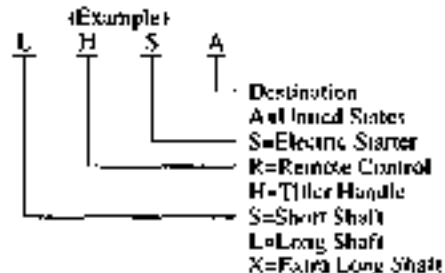 (Example)
L H S A
Destination
A=United States
S=Electric Starter
R=Remote Control
H=Tiller Handle
S=Short Shaft
L=Long Shaft
X=Extra Long Shaft